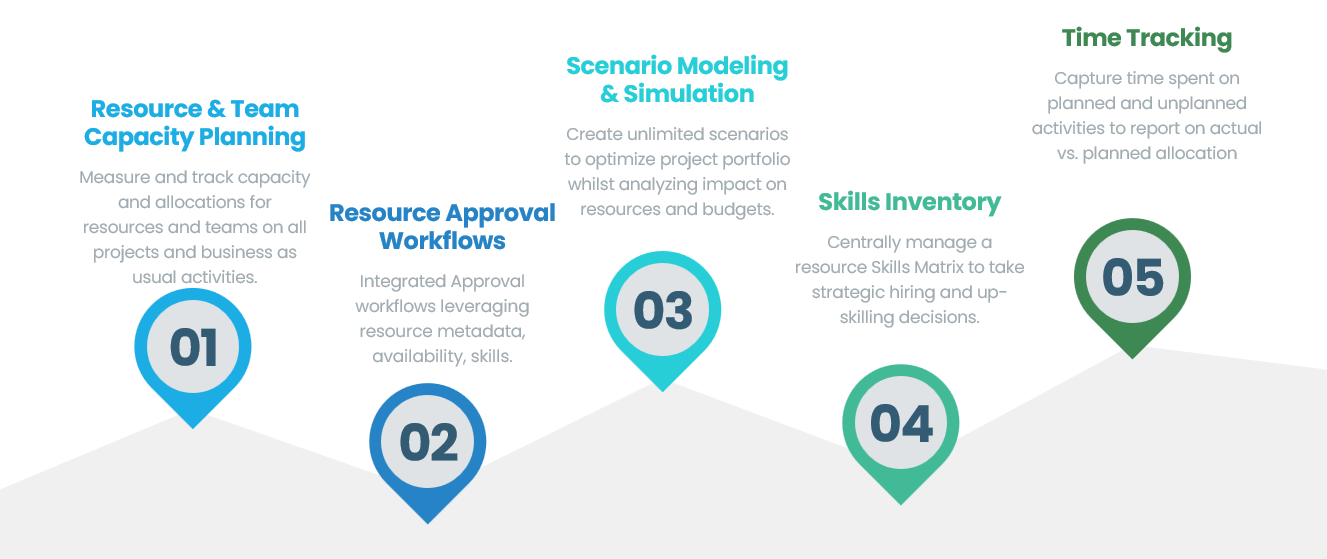 Resource & Team
Capacity Planning
Measure and track capacity
and allocations for
resources and teams on all
projects and business as
usual activities.
01
Resource Approval
Workflows
Integrated Approval
workflows leveraging
resource metadata,
availability, skills.
02
Scenario Modeling
& Simulation
Create unlimited scenarios
to optimize project portfolio
whilst analyzing impact on
resources and budgets.
03
Skills Inventory
Centrally manage a
resource Skills Matrix to take
strategic hiring and up-
skilling decisions.
04
Time Tracking
Capture time spent on
planned and unplanned
activities to report on actual
vs. planned allocation
05